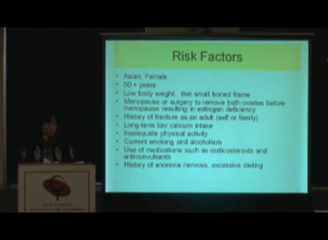 Risk Factors
• Asian, Female
• 50 + years
• Low body weight, thin small boned frame
• Menopause or surgery to remove both ovaries before
menopause resulting in estrogen deficiency
• History of fracture as an adult (self or family)
• Long-term low calcium intake
• Inadequate physical activity
• Current smoking and alcoholism
• Use of medications such as corticosteroids and
anticonvulsants
• History of anorexia nervosa, excessive dieting